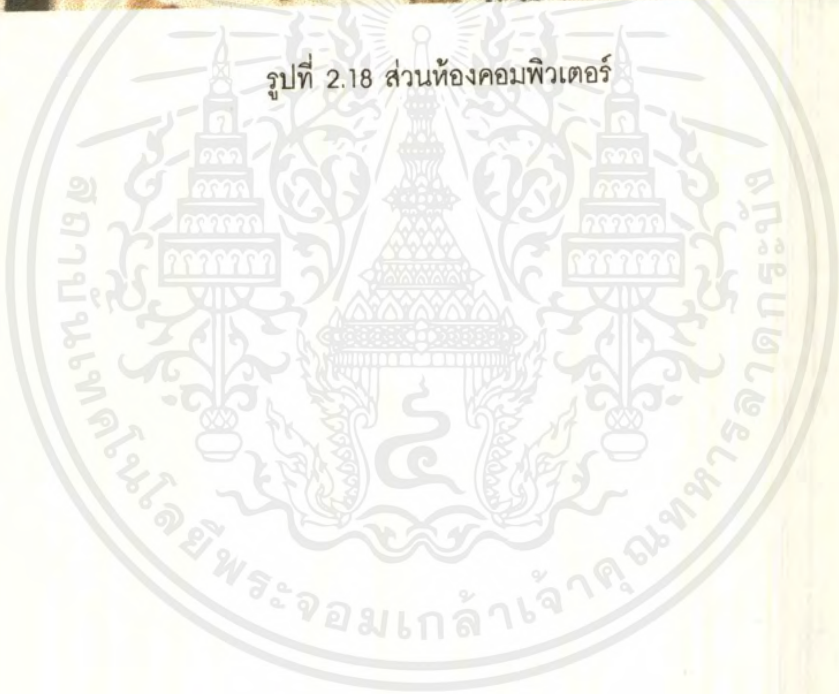 รูปที่ 2.18 ส่วนห้องคอมพิวเตอร์
สถาบันเทคโนโลยีพระจอมเกล้าเจ้าคุณทหารลาดกระบัง
๔